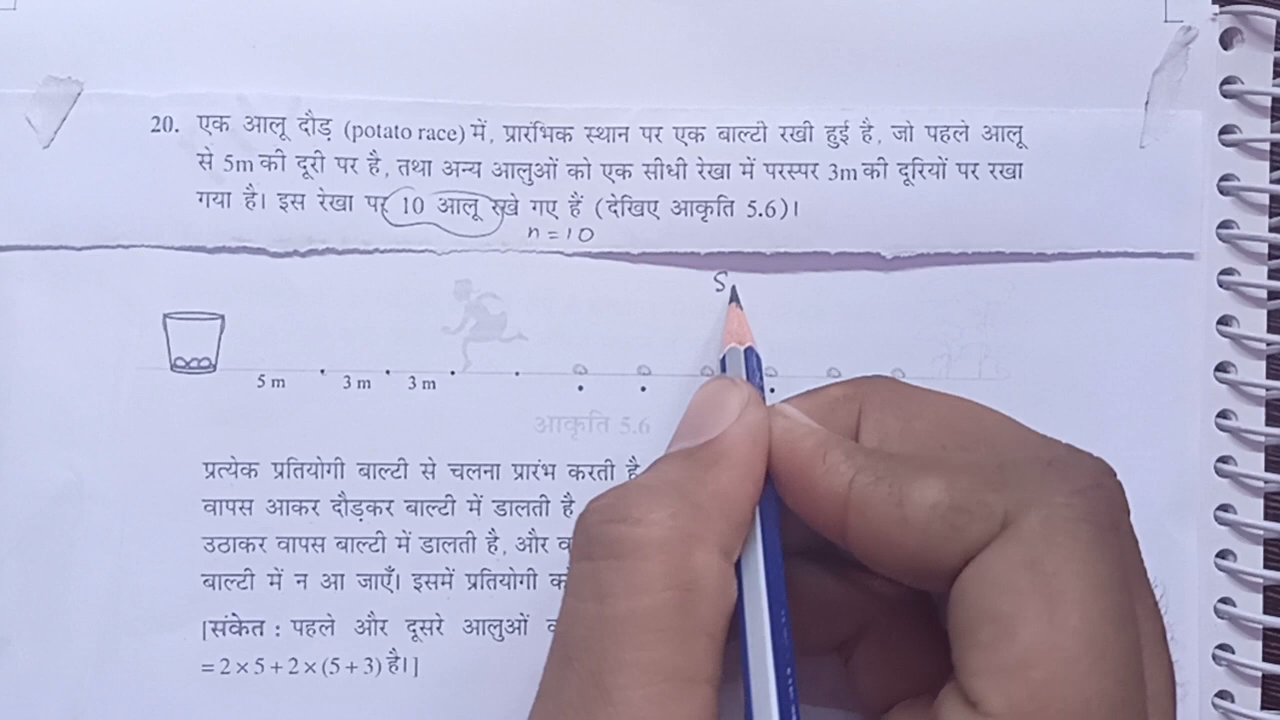 20. एक आलू दौड़ (potato race) में, प्रारंभिक स्थान पर एक बाल्टी रखी हुई है, जो पहले आलू
से 5m की दूरी पर है, तथा अन्य आलुओं को एक सीधी रेखा में परस्पर 3m की दूरियों पर रखा
गया है। इस रेखा पर 10 आलू रखे गए हैं (देखिए आकृति 5.6)।
n = 10
S
5 m 3 m 3 m
आकृति 5.6
प्रत्येक प्रतियोगी बाल्टी से चलना प्रारंभ करती है
वापस आकर दौड़कर बाल्टी में डालती है
उठाकर वापस बाल्टी में डालती है, और
बाल्टी में न आ जाएँ। इसमें प्रतियोगी
[संकेत : पहले और दूसरे आलुओं
= 2 × 5 + 2 × (5 + 3) है।]